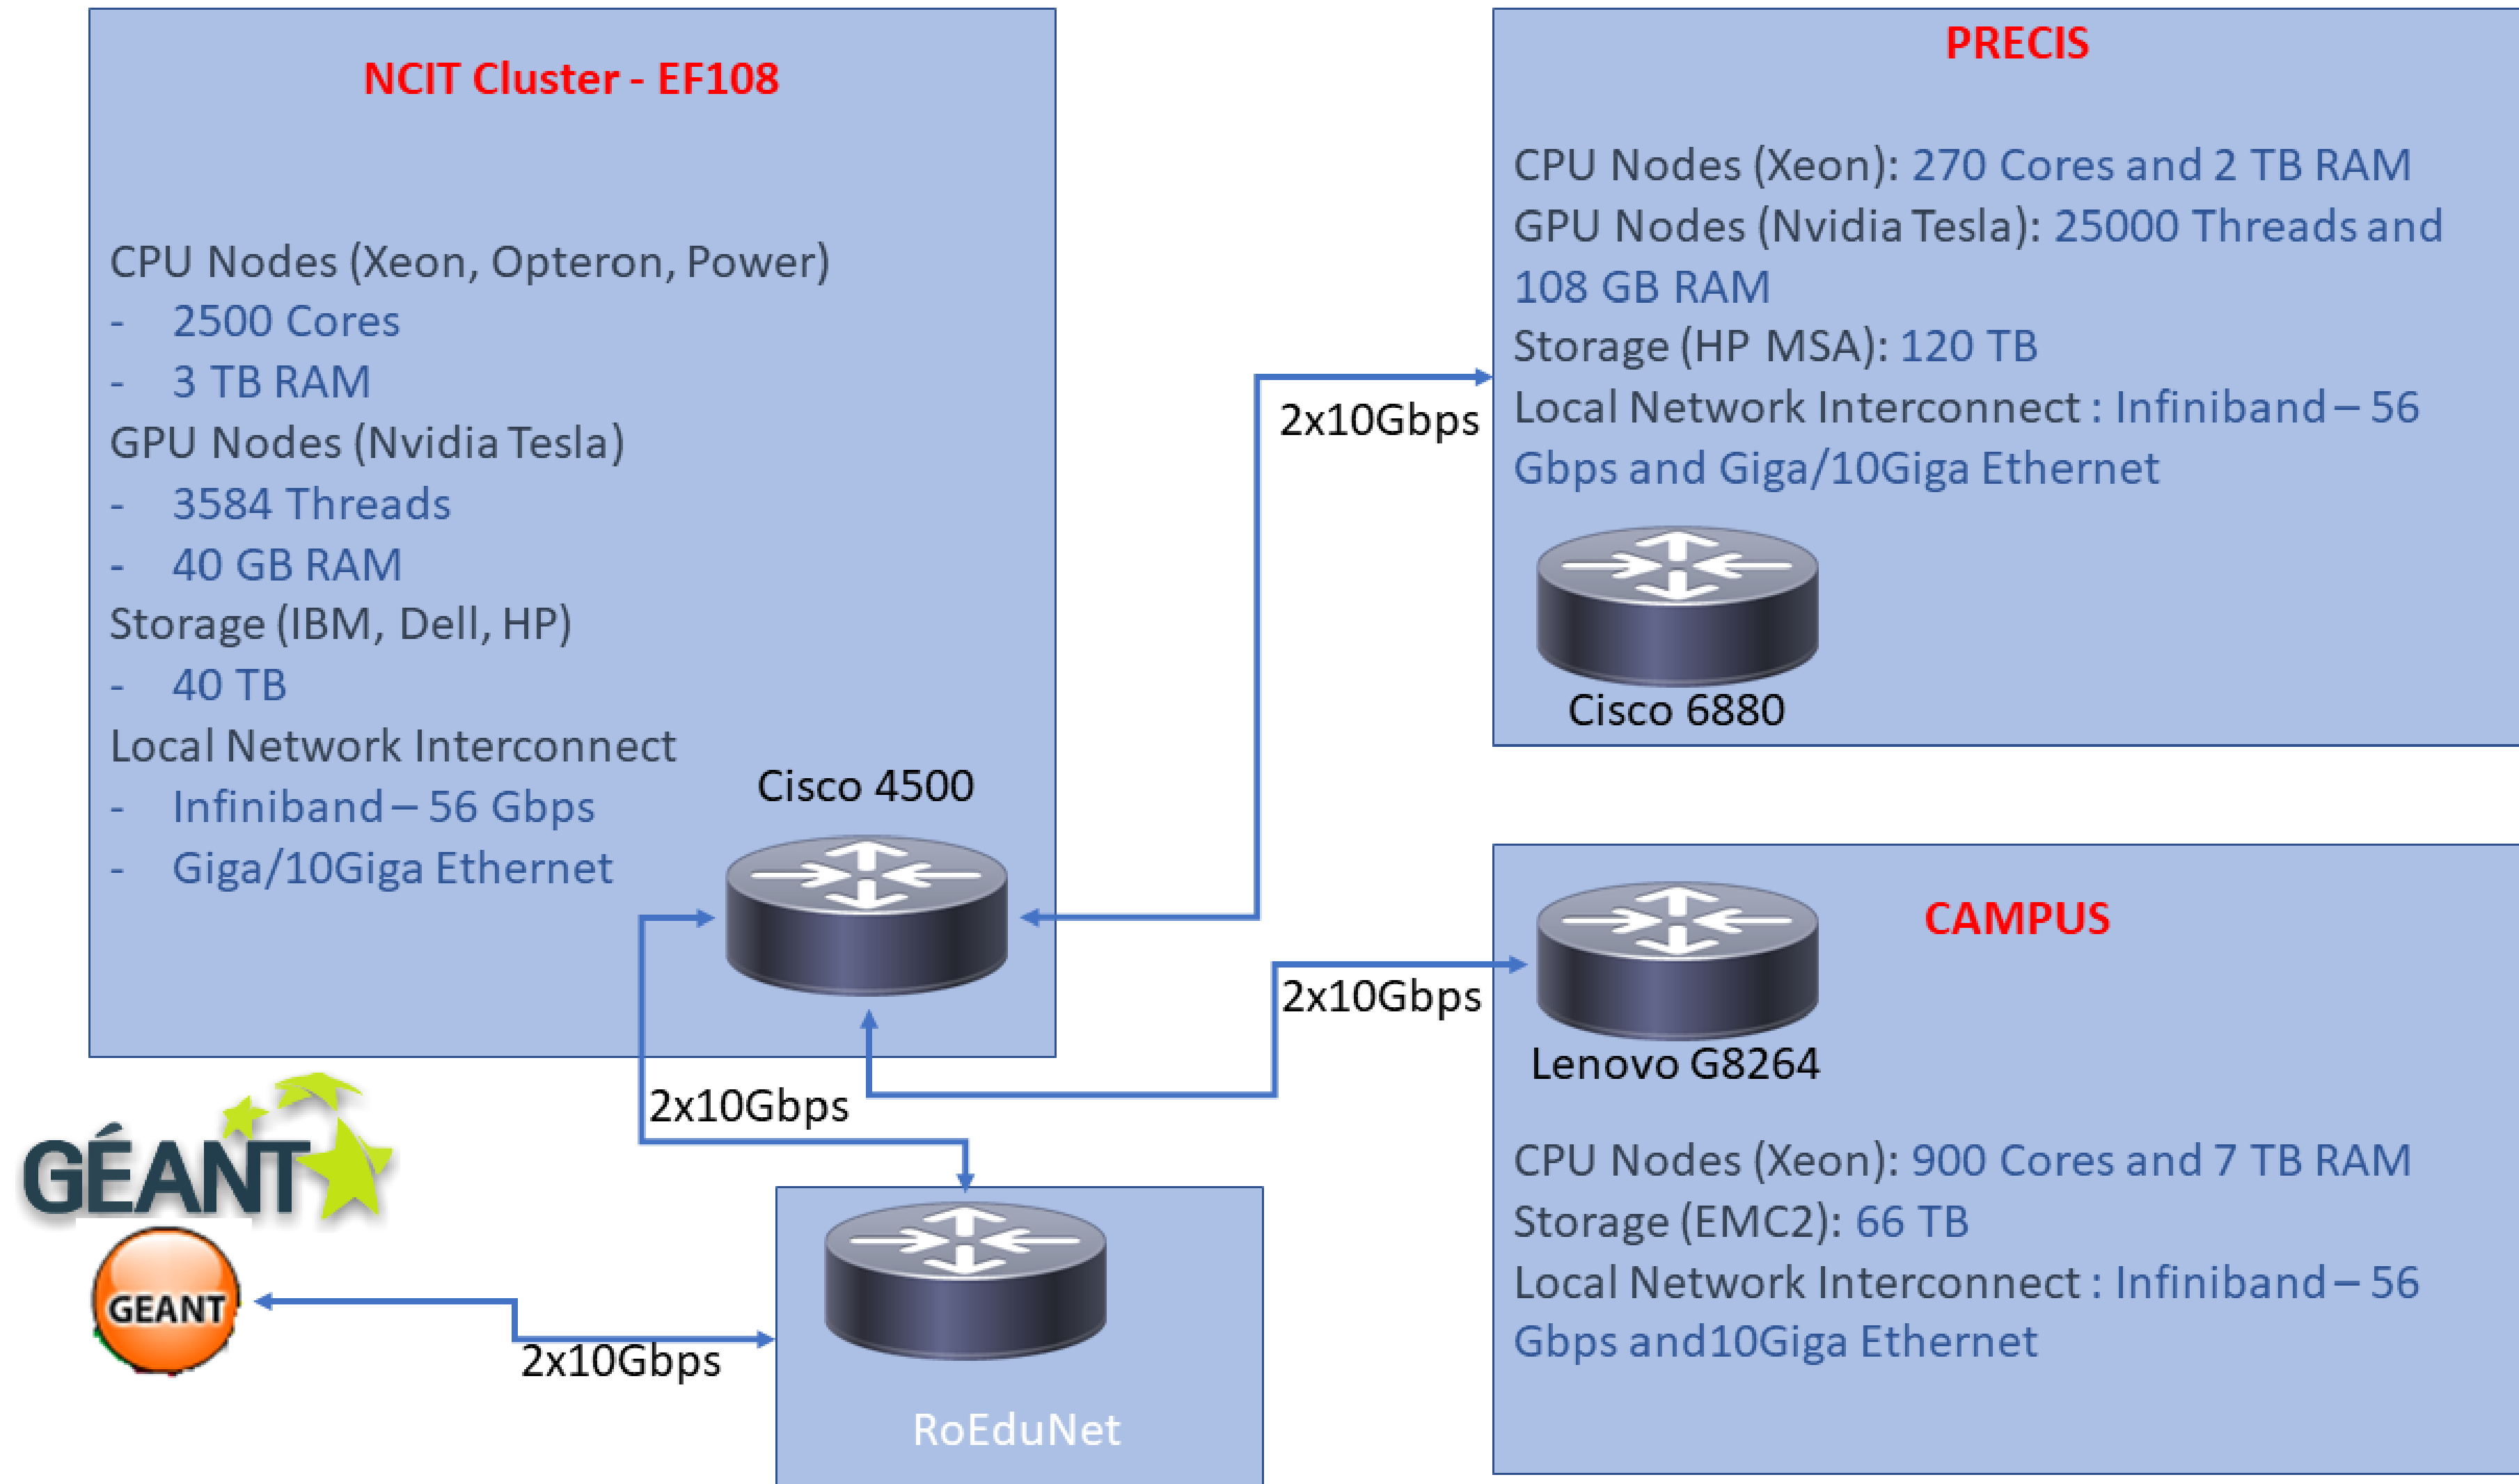 NCIT Cluster - EF108
CPU Nodes (Xeon, Opteron, Power)
- 2500 Cores
- 3 TB RAM
GPU Nodes (Nvidia Tesla)
- 3584 Threads
- 40 GB RAM
Storage (IBM, Dell, HP)
- 40 TB
Local Network Interconnect
- Infiniband – 56 Gbps
- Giga/10Giga Ethernet
Cisco 4500
PRECIS
CPU Nodes (Xeon): 270 Cores and 2 TB RAM
GPU Nodes (Nvidia Tesla): 25000 Threads and
108 GB RAM
Storage (HP MSA): 120 TB
Local Network Interconnect : Infiniband – 56
Gbps and Giga/10Giga Ethernet
Cisco 6880
2x10Gbps
2x10Gbps
CAMPUS
Lenovo G8264
CPU Nodes (Xeon): 900 Cores and 7 TB RAM
Storage (EMC2): 66 TB
Local Network Interconnect : Infiniband – 56
Gbps and10Giga Ethernet
2x10Gbps
GÉANT
GEANT
2x10Gbps
RoEduNet